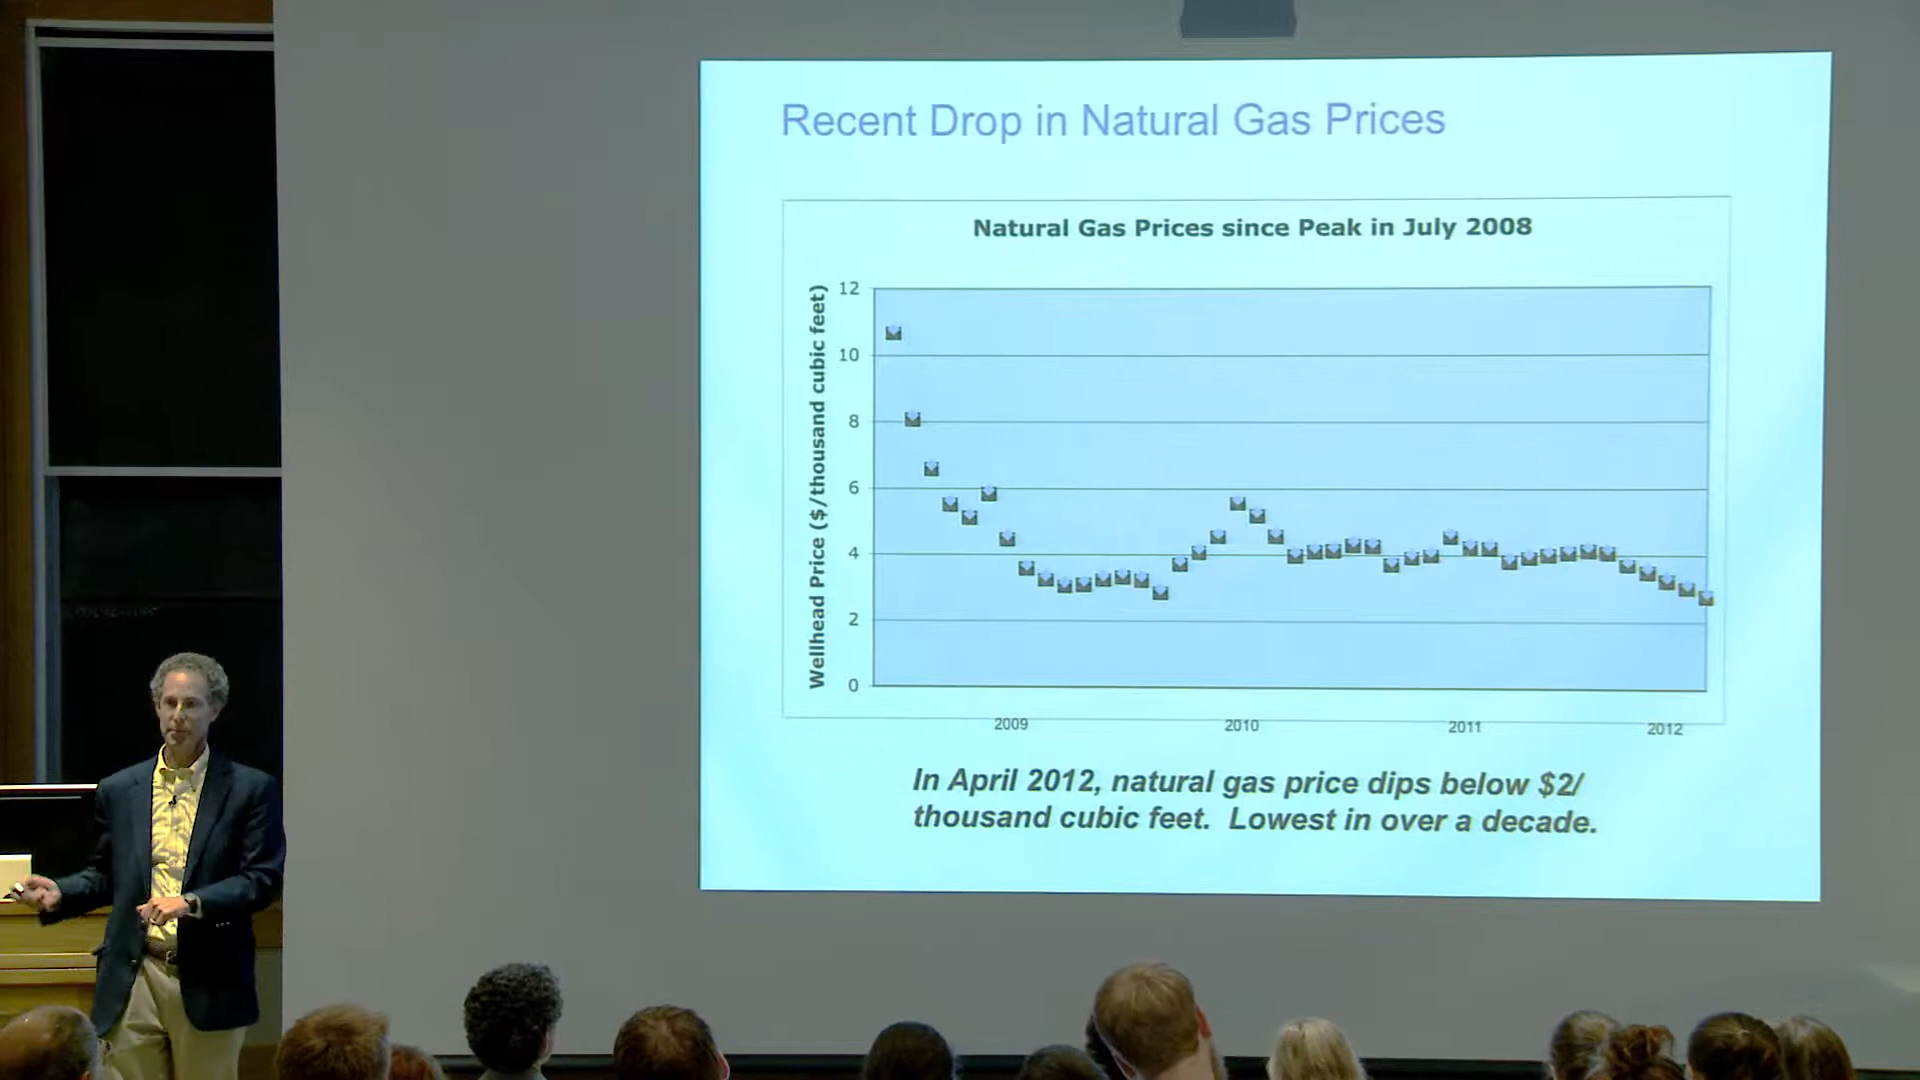 Recent Drop in Natural Gas Prices
Natural Gas Prices since Peak in July 2008
Wellhead Price ($/thousand cubic feet)
12
10
8
6
4
2
0
2009 2010 2011 2012
In April 2012, natural gas price dips below $2/
thousand cubic feet. Lowest in over a decade.